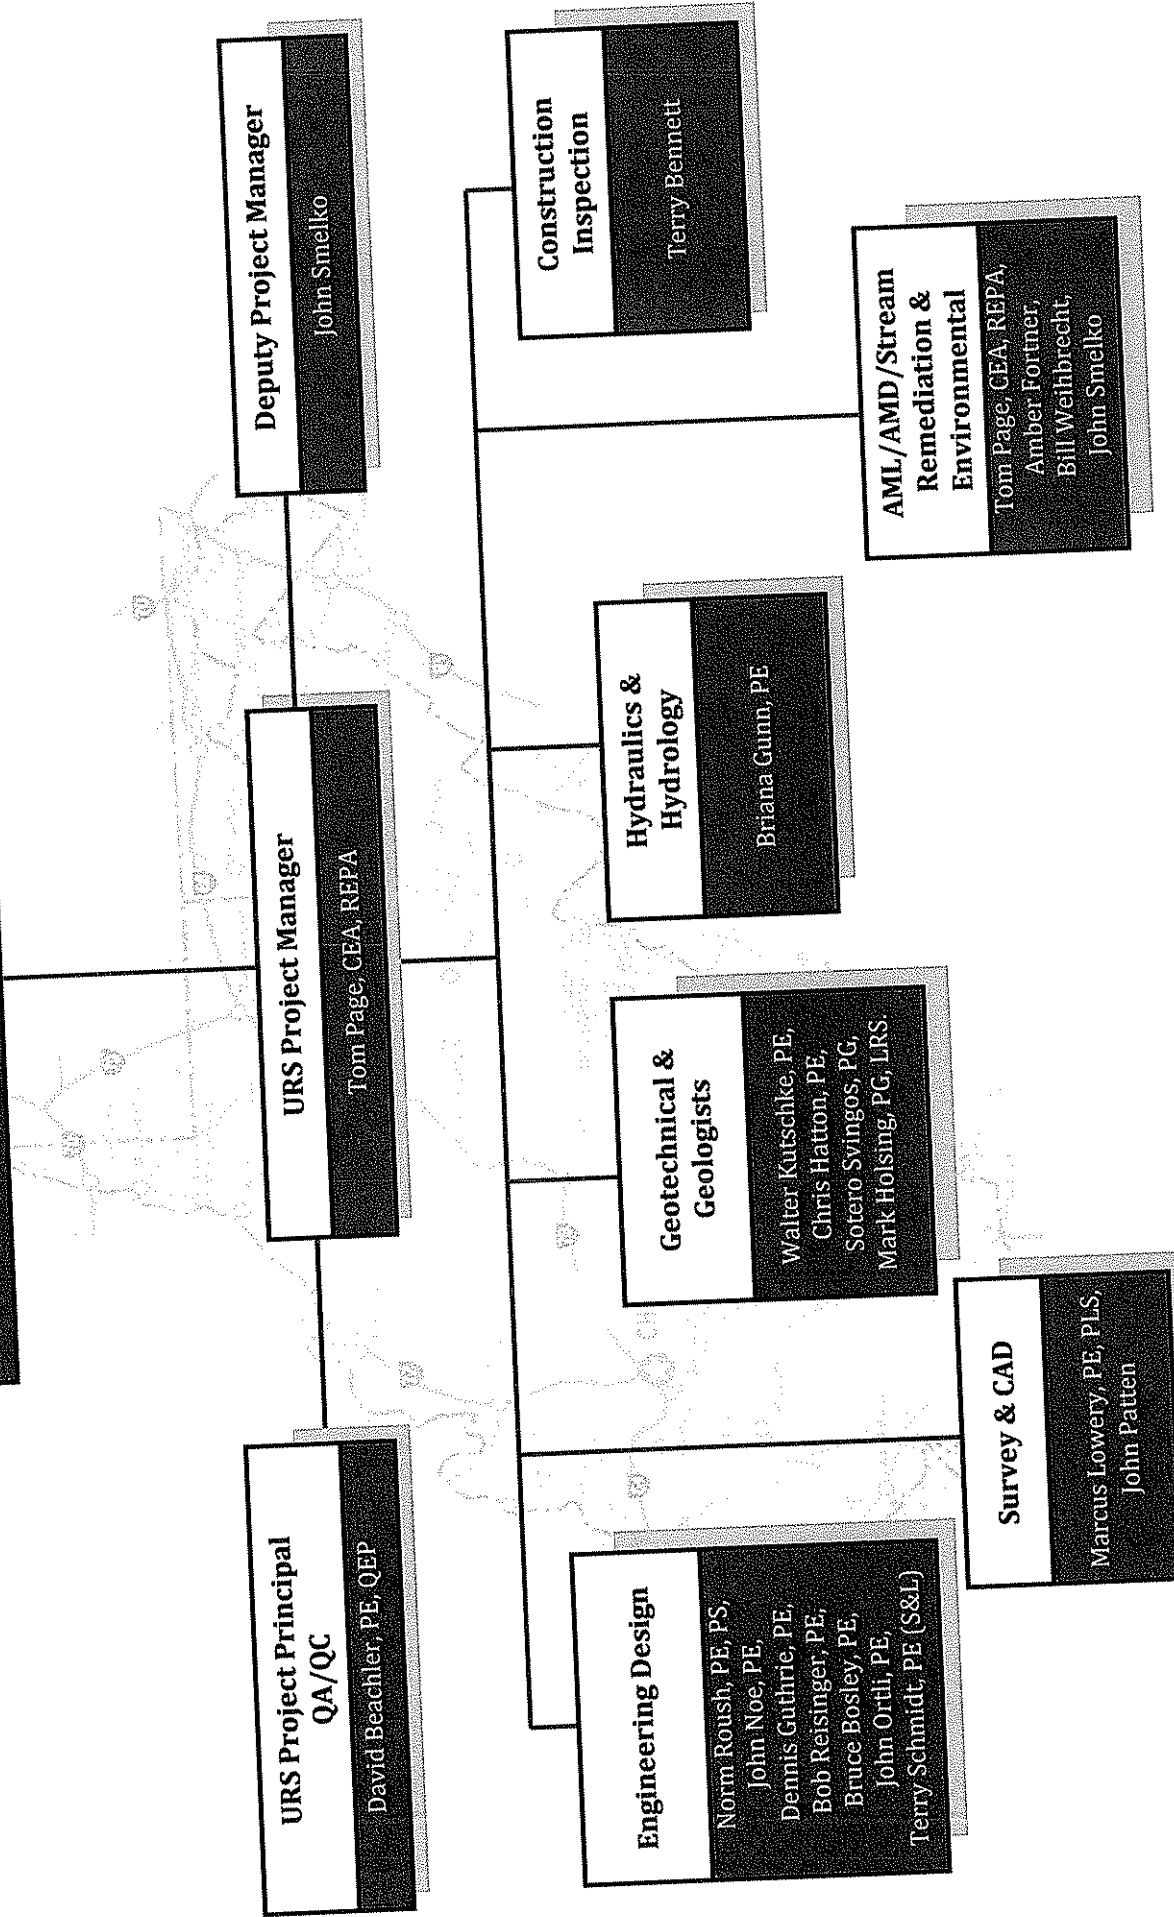 URS Project Principal
QA/QC
David Beachler, PE, QEP
URS Project Manager
Tom Page, CEA, REPA
Deputy Project Manager
John Smelko
Engineering Design
Norm Roush, PE, PS,
John Noe, PE,
Dennis Guthrie, PE,
Bob Reisinger, PE,
Bruce Bosley, PE,
John Ortli, PE,
Terry Schmidt, PE (S&L)
Survey & CAD
Marcus Lowery, PE, PLS,
John Patten
Geotechnical &
Geologists
Walter Kutschke, PE,
Chris Hatton, PE,
Sotero Svingos, PG,
Mark Holsing, PG, LRS.
Hydraulics &
Hydrology
Briana Gunn, PE
AML/AMD/Stream
Remediation &
Environmental
Tom Page, CEA, REPA,
Amber Fortner,
Bill Weihbrecht,
John Smelko
Construction
Inspection
Terry Bennett